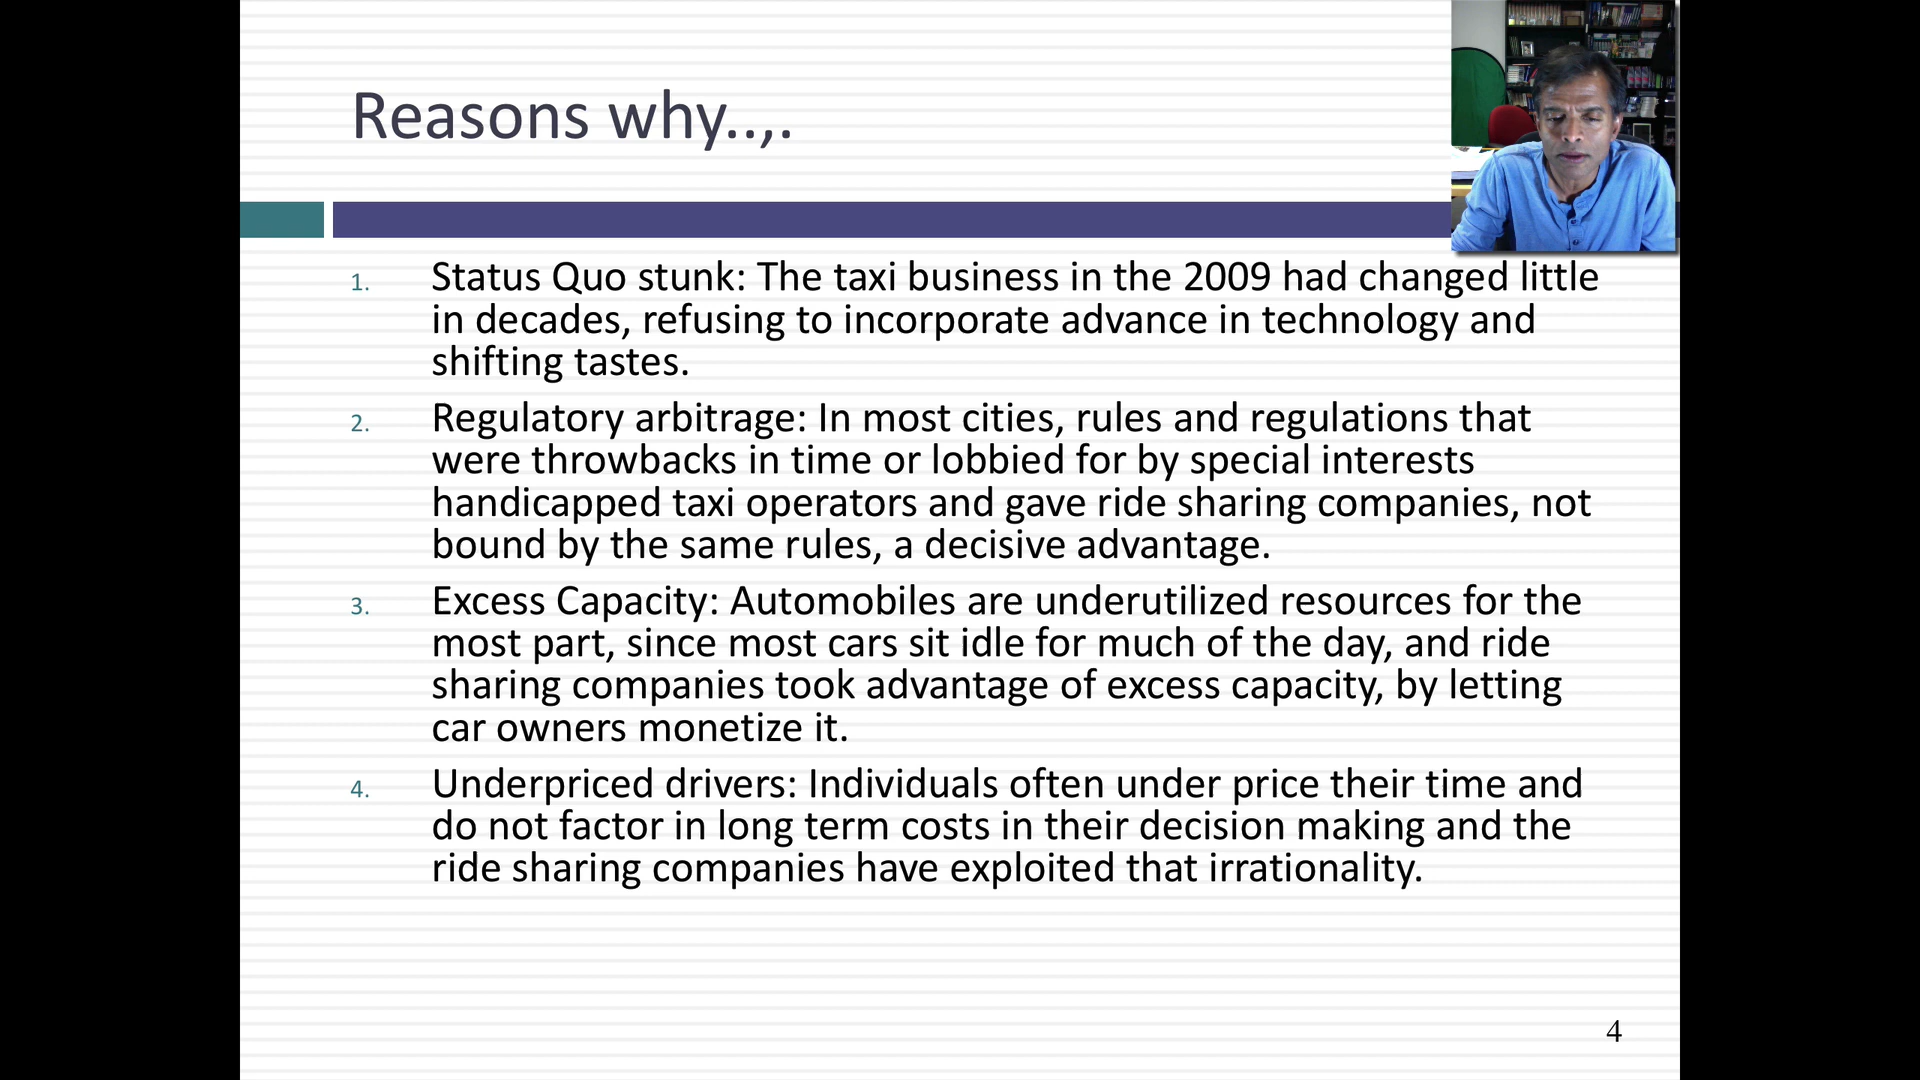 Reasons why..,.
1. Status Quo stunk: The taxi business in the 2009 had changed little
in decades, refusing to incorporate advance in technology and
shifting tastes.
2. Regulatory arbitrage: In most cities, rules and regulations that
were throwbacks in time or lobbied for by special interests
handicapped taxi operators and gave ride sharing companies, not
bound by the same rules, a decisive advantage.
3. Excess Capacity: Automobiles are underutilized resources for the
most part, since most cars sit idle for much of the day, and ride
sharing companies took advantage of excess capacity, by letting
car owners monetize it.
4. Underpriced drivers: Individuals often under price their time and
do not factor in long term costs in their decision making and the
ride sharing companies have exploited that irrationality.
4